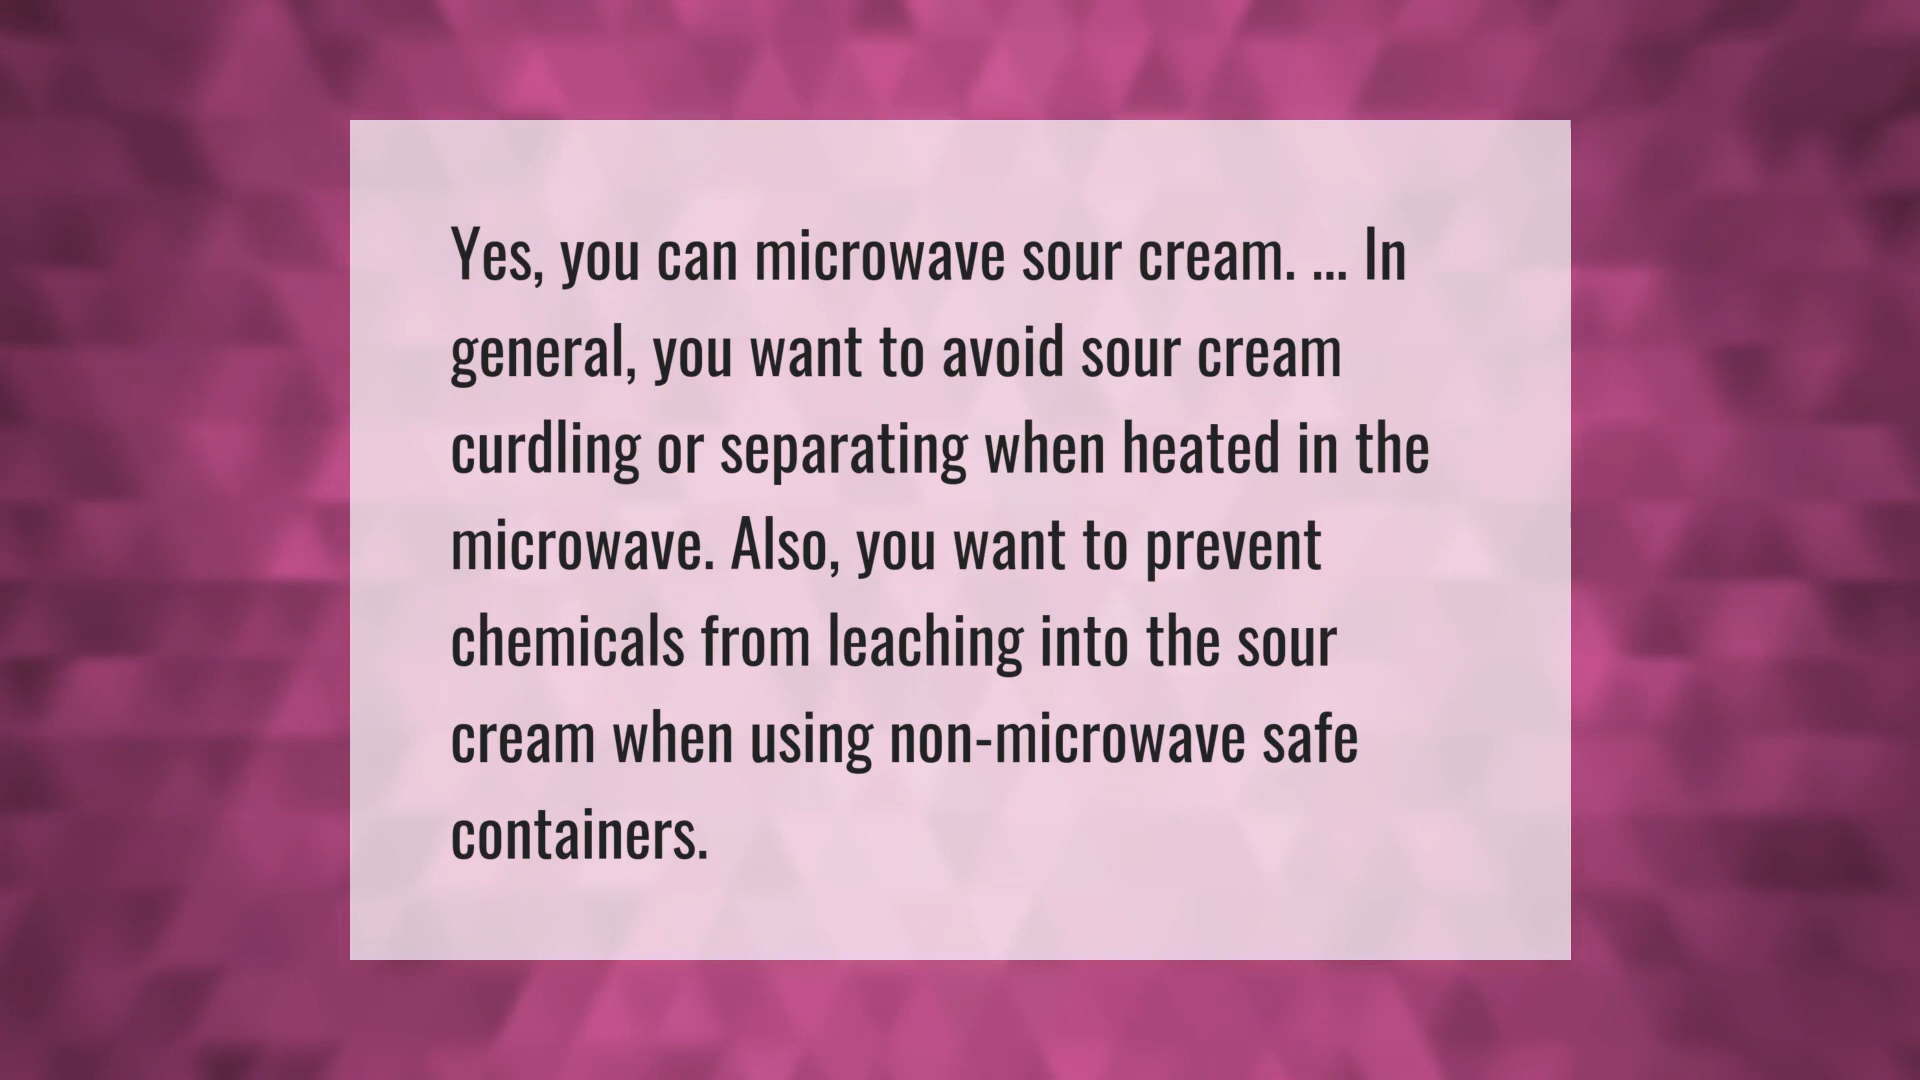 Yes, you can microwave sour cream. ... In
general, you want to avoid sour cream
curdling or separating when heated in the
microwave. Also, you want to prevent
chemicals from leaching into the sour
cream when using non-microwave safe
containers.